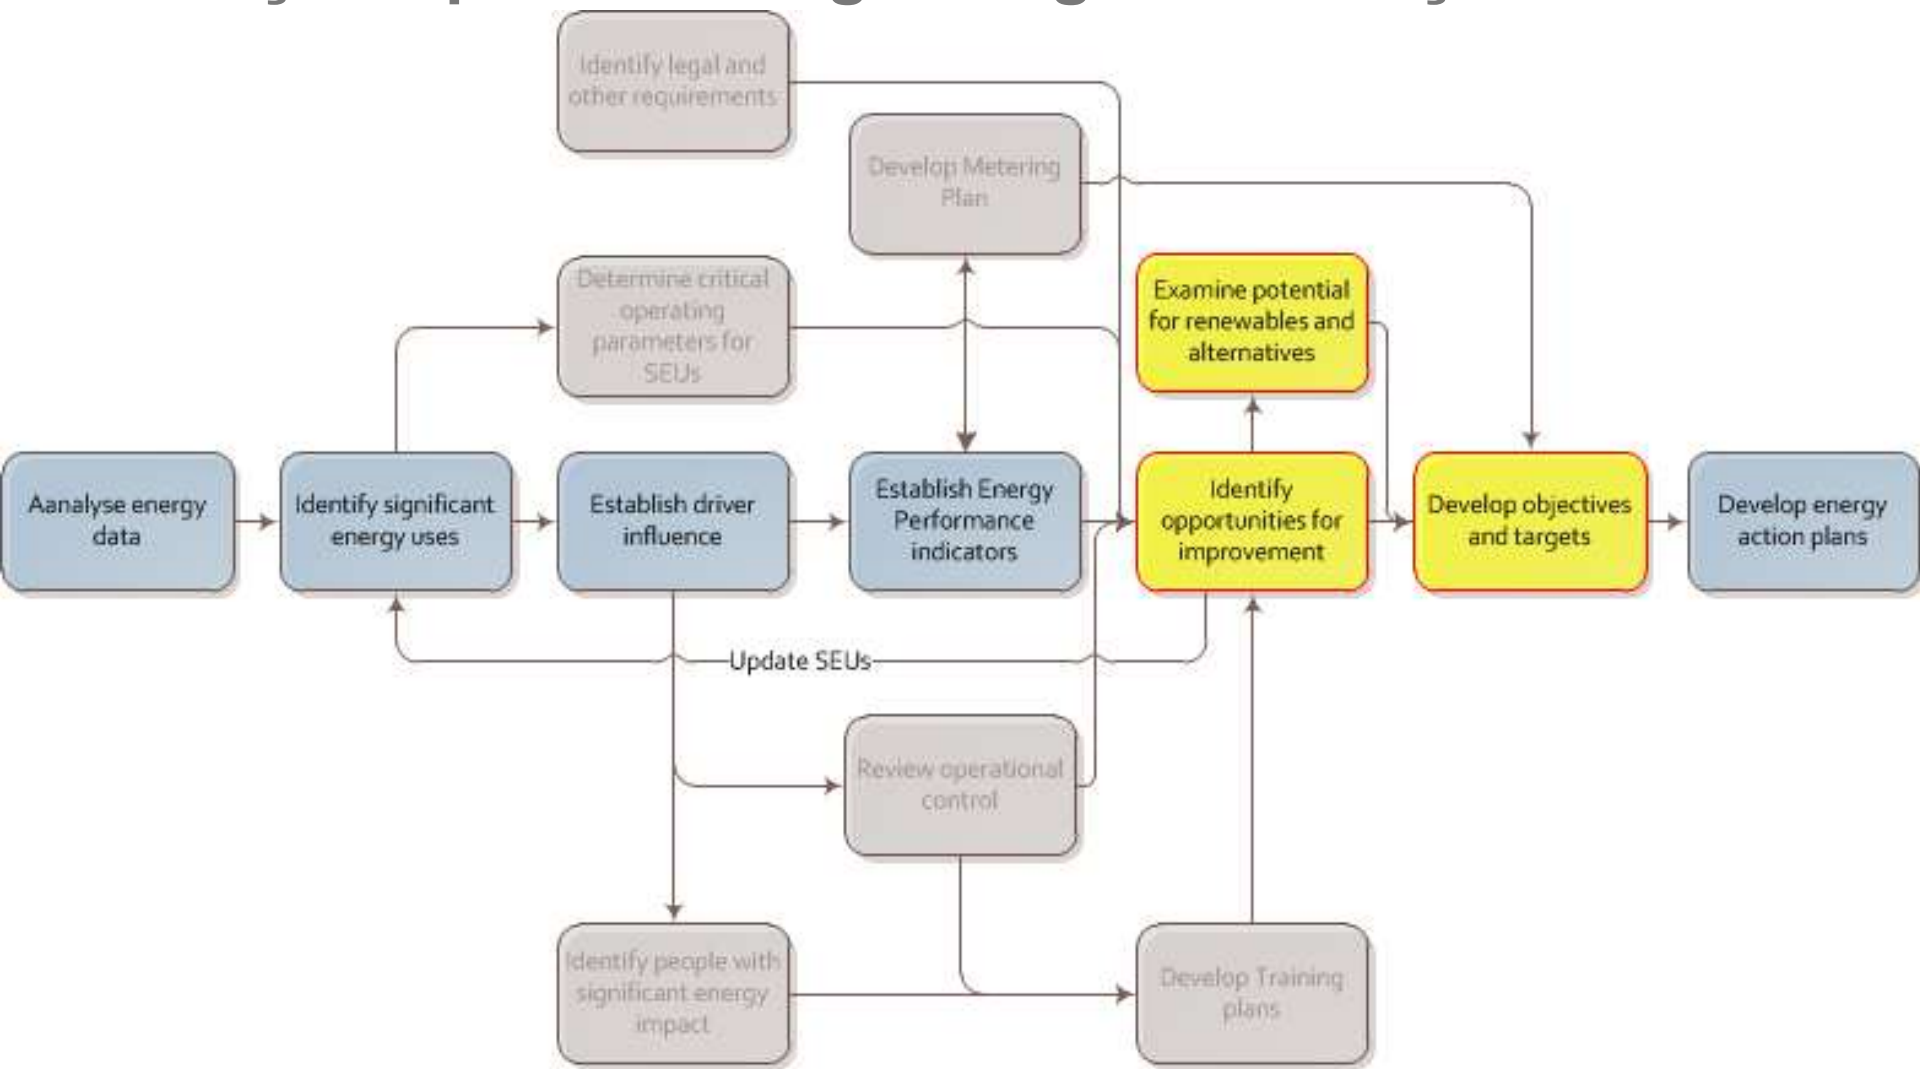 Identify legal and
other requirements
Develop Metering
Plan
Determine critical
operating
parameters for
SEUs
Examine potential
for renewables and
alternatives
Aanalyse energy
data
Identify significant
energy uses
Establish driver
influence
Establish Energy
Performance
indicators
Identify
opportunities for
improvement
Develop objectives
and targets
Develop energy
action plans
Update SEUs
Review operational
control
Identify people with
significant energy
impact
Develop Training
plans